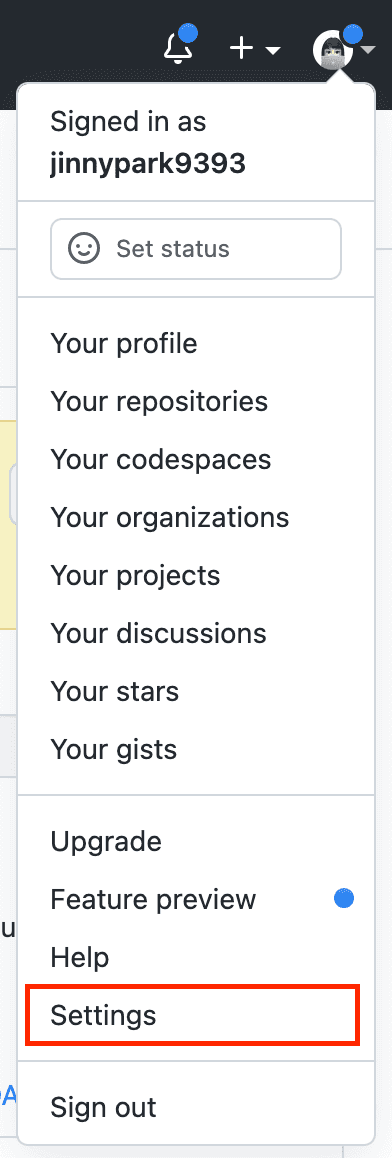 Signed in as
jinnypark9393
Set status
Your profile
Your repositories
Your codespaces
Your organizations
Your projects
Your discussions
Your stars
Your gists
Upgrade
Feature preview
u
Help
Settings
A
Sign out